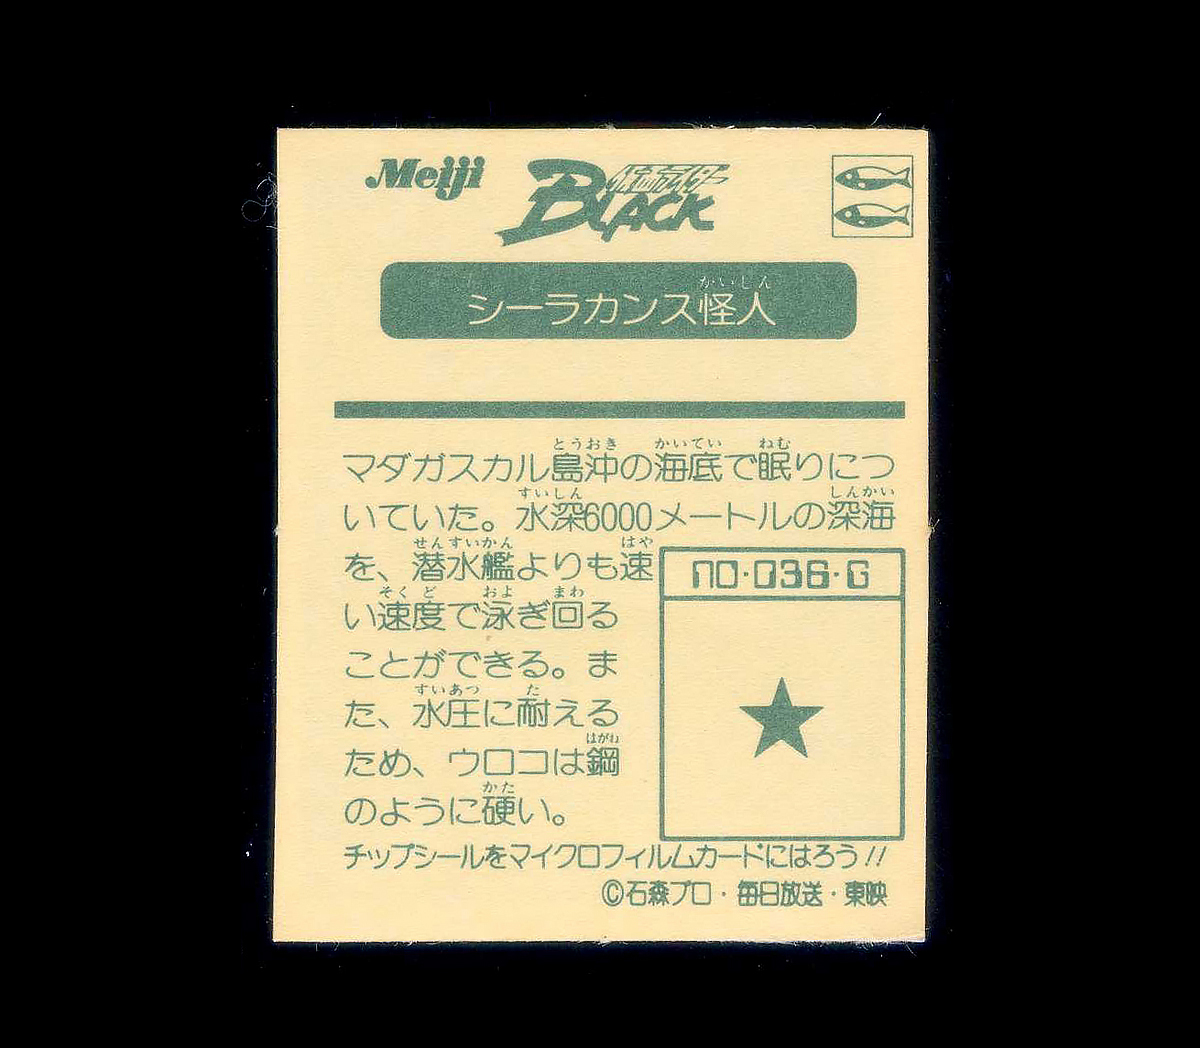 Meiji
仮面ライダー
BLACK
かいじん
シーラカンス怪人
とうおき かいてい ねむ
マダガスカル島沖の海底で眠りにつ
すいしん しんかい
いていた。水深6000メートルの深海
せんすいかん はや
を、潜水艦よりも速
そくど およ まわ
い速度で泳ぎ回る
ことができる。ま
すいあつ た
た、水圧に耐える
はがね
ため、ウロコは鋼
かた
のように硬い。
NO・036・G
チップシールをマイクロフィルムカードにはろう!!
©石森プロ・毎日放送・東映